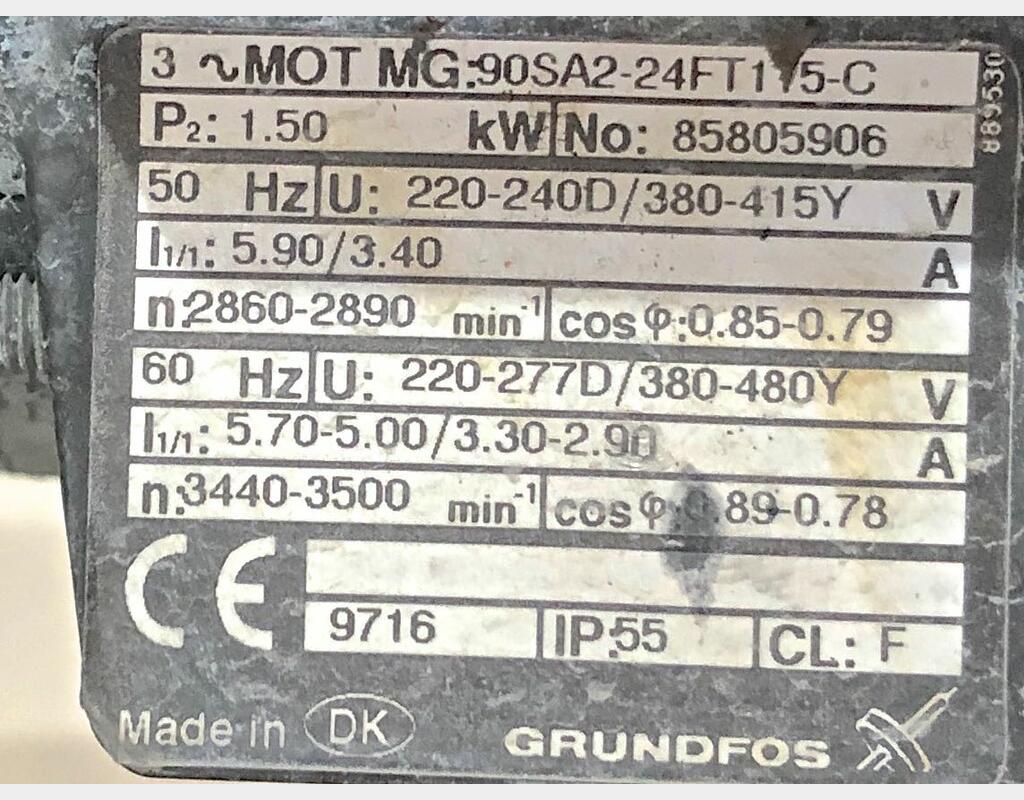 3 ∿MOT MG:90SA2-24FT115-C
P2: 1.50 kW No: 85805906
889530
50 Hz U: 220-240D/380-415Y V
I1/1: 5.90/3.40 A
n:2860-2890 min-1 cos φ:0.85-0.79
60 Hz U: 220-277D/380-480Y V
I1/1: 5.70-5.00/3.30-2.90 A
n:3440-3500 min-1 cos φ:0.89-0.78
CE
9716 IP:55 CL: F
Made in DK GRUNDFOS